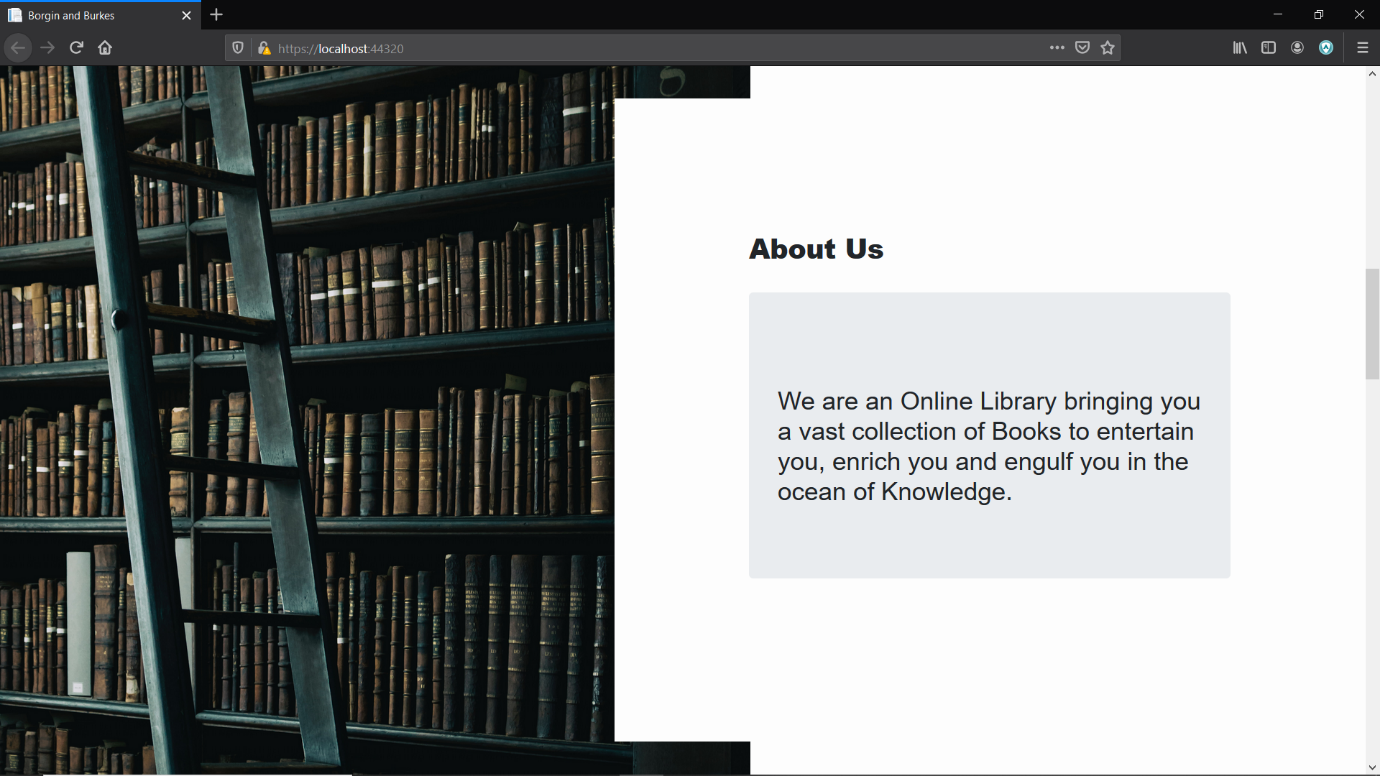 Borgin and Burkes
https://localhost:44320
About Us
We are an Online Library bringing you
a vast collection of Books to entertain
you, enrich you and engulf you in the
ocean of Knowledge.